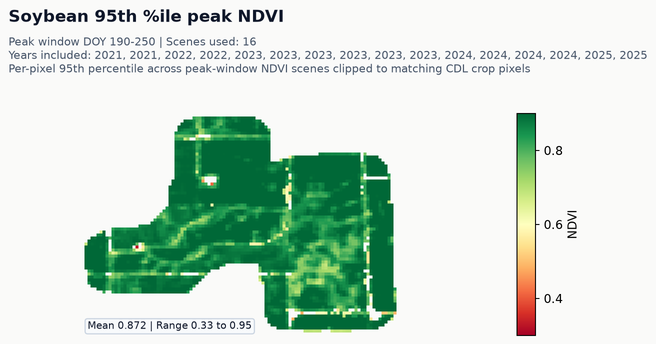 Soybean 95th %ile peak NDVI
Peak window DOY 190-250 | Scenes used: 16
Years included: 2021, 2021, 2022, 2022, 2023, 2023, 2023, 2023, 2023, 2023, 2024, 2024, 2024, 2024, 2025, 2025
Per-pixel 95th percentile across peak-window NDVI scenes clipped to matching CDL crop pixels
0.8
0.6
0.4
NDVI
Mean 0.872 | Range 0.33 to 0.95